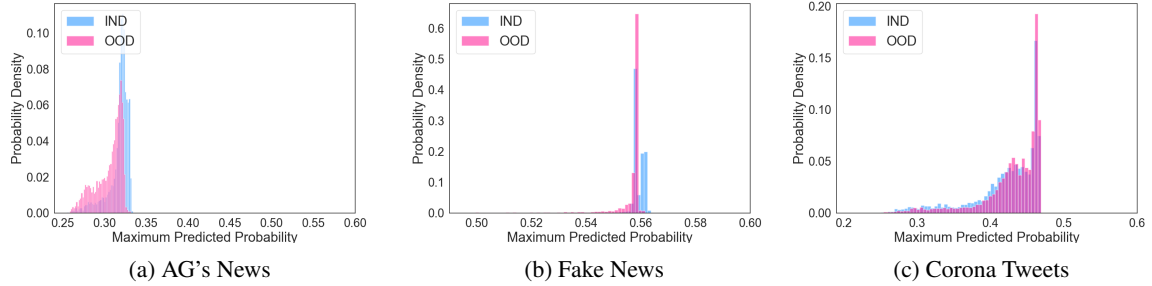 IND
OOD
Probability Density
0.10
0.08
0.06
0.04
0.02
0.00
0.25 0.30 0.35 0.40 0.45 0.50 0.55 0.60
Maximum Predicted Probability
(a) AG's News
IND
OOD
Probability Density
0.6
0.5
0.4
0.3
0.2
0.1
0.0
0.50 0.52 0.54 0.56 0.58 0.60
Maximum Predicted Probability
(b) Fake News
IND
OOD
Probability Density
0.20
0.15
0.10
0.05
0.00
0.2 0.3 0.4 0.5 0.6
Maximum Predicted Probability
(c) Corona Tweets